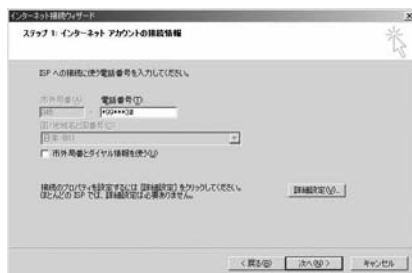 インターネット接続ウィザード
ステップ 1: インターネット アカウントの接続情報
ISP への接続に使う電話番号を入力してください。
市外局番(A) 電話番号(T)
*99***3#
国/地域名と国番号(C)
日本 (81)
市外局番とダイヤル情報を使う(U)
接続のプロパティを設定するには [詳細設定] をクリックしてください。
ほとんどの ISP では、詳細設定は必要ありません。
詳細設定(V)...
< 戻る(B) 次へ(N) > キャンセル